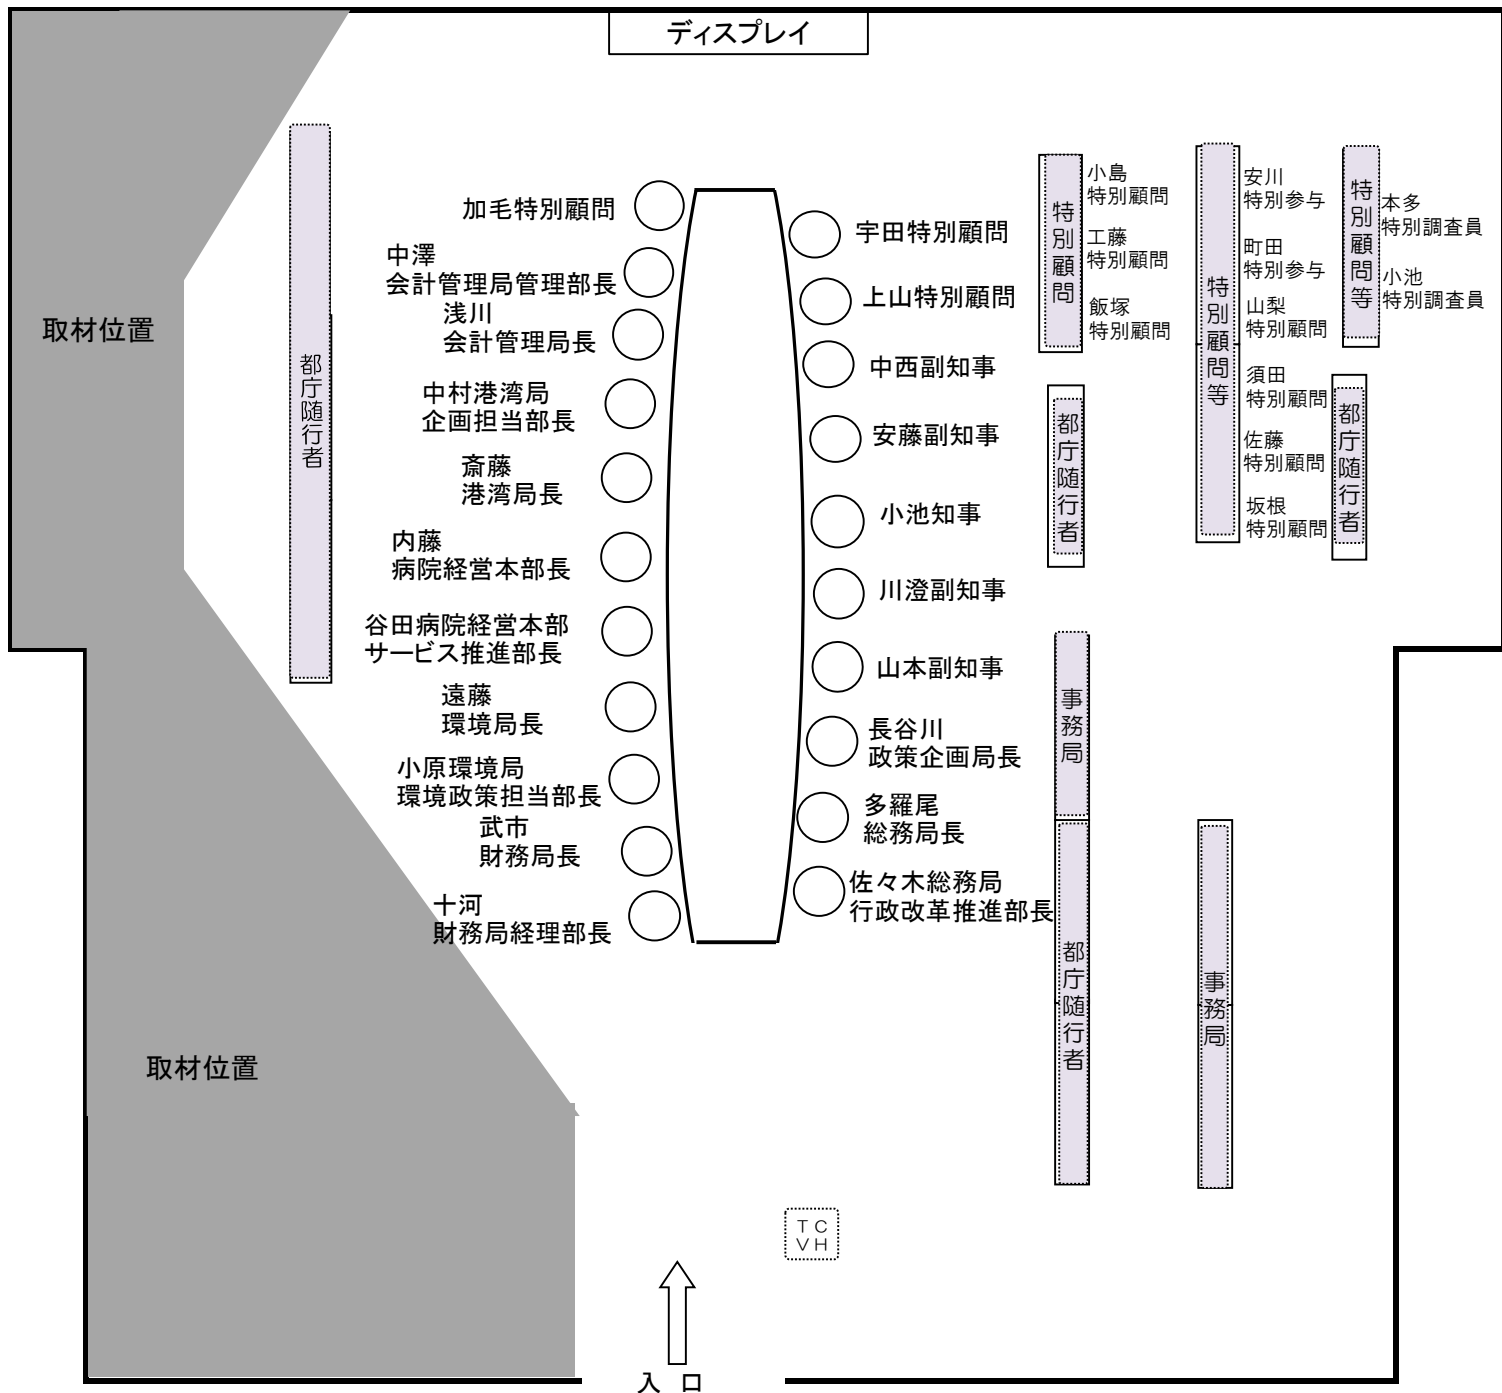 ディスプレイ
取材位置
都庁随行者
加毛特別顧問
中澤
会計管理局管理部長
浅川
会計管理局長
中村港湾局
企画担当部長
斎藤
港湾局長
内藤
病院経営本部長
谷田病院経営本部
サービス推進部長
遠藤
環境局長
小原環境局
環境政策担当部長
武市
財務局長
十河
財務局経理部長
宇田特別顧問
上山特別顧問
中西副知事
安藤副知事
小池知事
川澄副知事
山本副知事
長谷川
政策企画局長
多羅尾
総務局長
佐々木総務局
行政改革推進部長
特別顧問
小島
特別顧問
工藤
特別顧問
飯塚
特別顧問
都庁随行者
特別顧問等
安川
特別参与
町田
特別参与
山梨
特別顧問
須田
特別顧問
佐藤
特別顧問
坂根
特別顧問
特別顧問等
本多
特別調査員
小池
特別調査員
都庁随行者
事務局
都庁随行者
事務局
取材位置
TC
VH
入 口